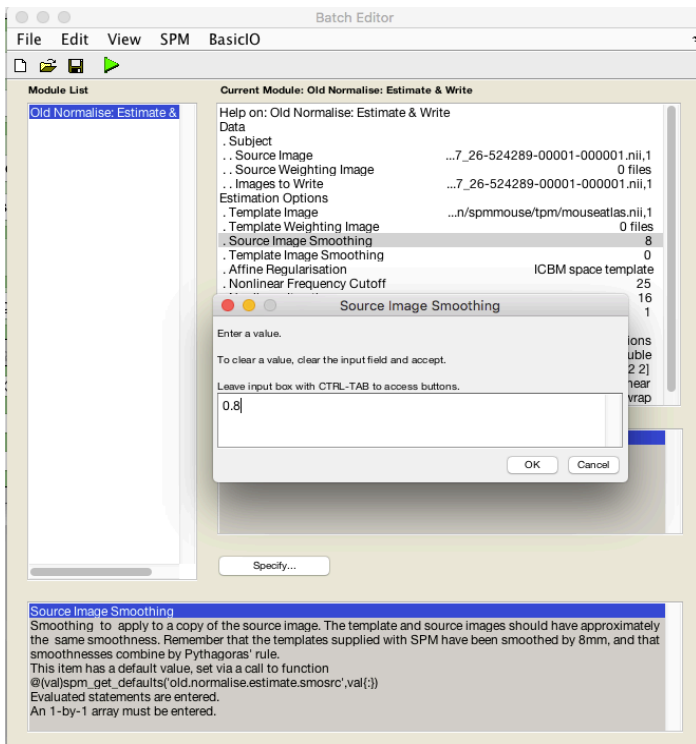 Batch Editor
File Edit View SPM BasicIO
Module List
Current Module: Old Normalise: Estimate & Write
Old Normalise: Estimate &
Help on: Old Normalise: Estimate & Write
Data
. Subject
. . Source Image ...7_26-524289-00001-000001.nii,1
. . Source Weighting Image 0 files
. . Images to Write ...7_26-524289-00001-000001.nii,1
Estimation Options
. Template Image ...n/spmmouse/tpm/mouseatlas.nii,1
. Template Weighting Image 0 files
. Source Image Smoothing 8
. Template Image Smoothing 0
. Affine Regularisation ICBM space template
. Nonlinear Frequency Cutoff 25
16
1
ions
uble
2 2]
near
wrap
Source Image Smoothing
Enter a value.
To clear a value, clear the input field and accept.
Leave input box with CTRL-TAB to access buttons.
0.8
OK Cancel
Specify...
Source Image Smoothing
Smoothing to apply to a copy of the source image. The template and source images should have approximately
the same smoothness. Remember that the templates supplied with SPM have been smoothed by 8mm, and that
smoothnesses combine by Pythagoras' rule.
This item has a default value, set via a call to function
@(val)spm_get_defaults('old.normalise.estimate.smosrc',val{:})
Evaluated statements are entered.
An 1-by-1 array must be entered.